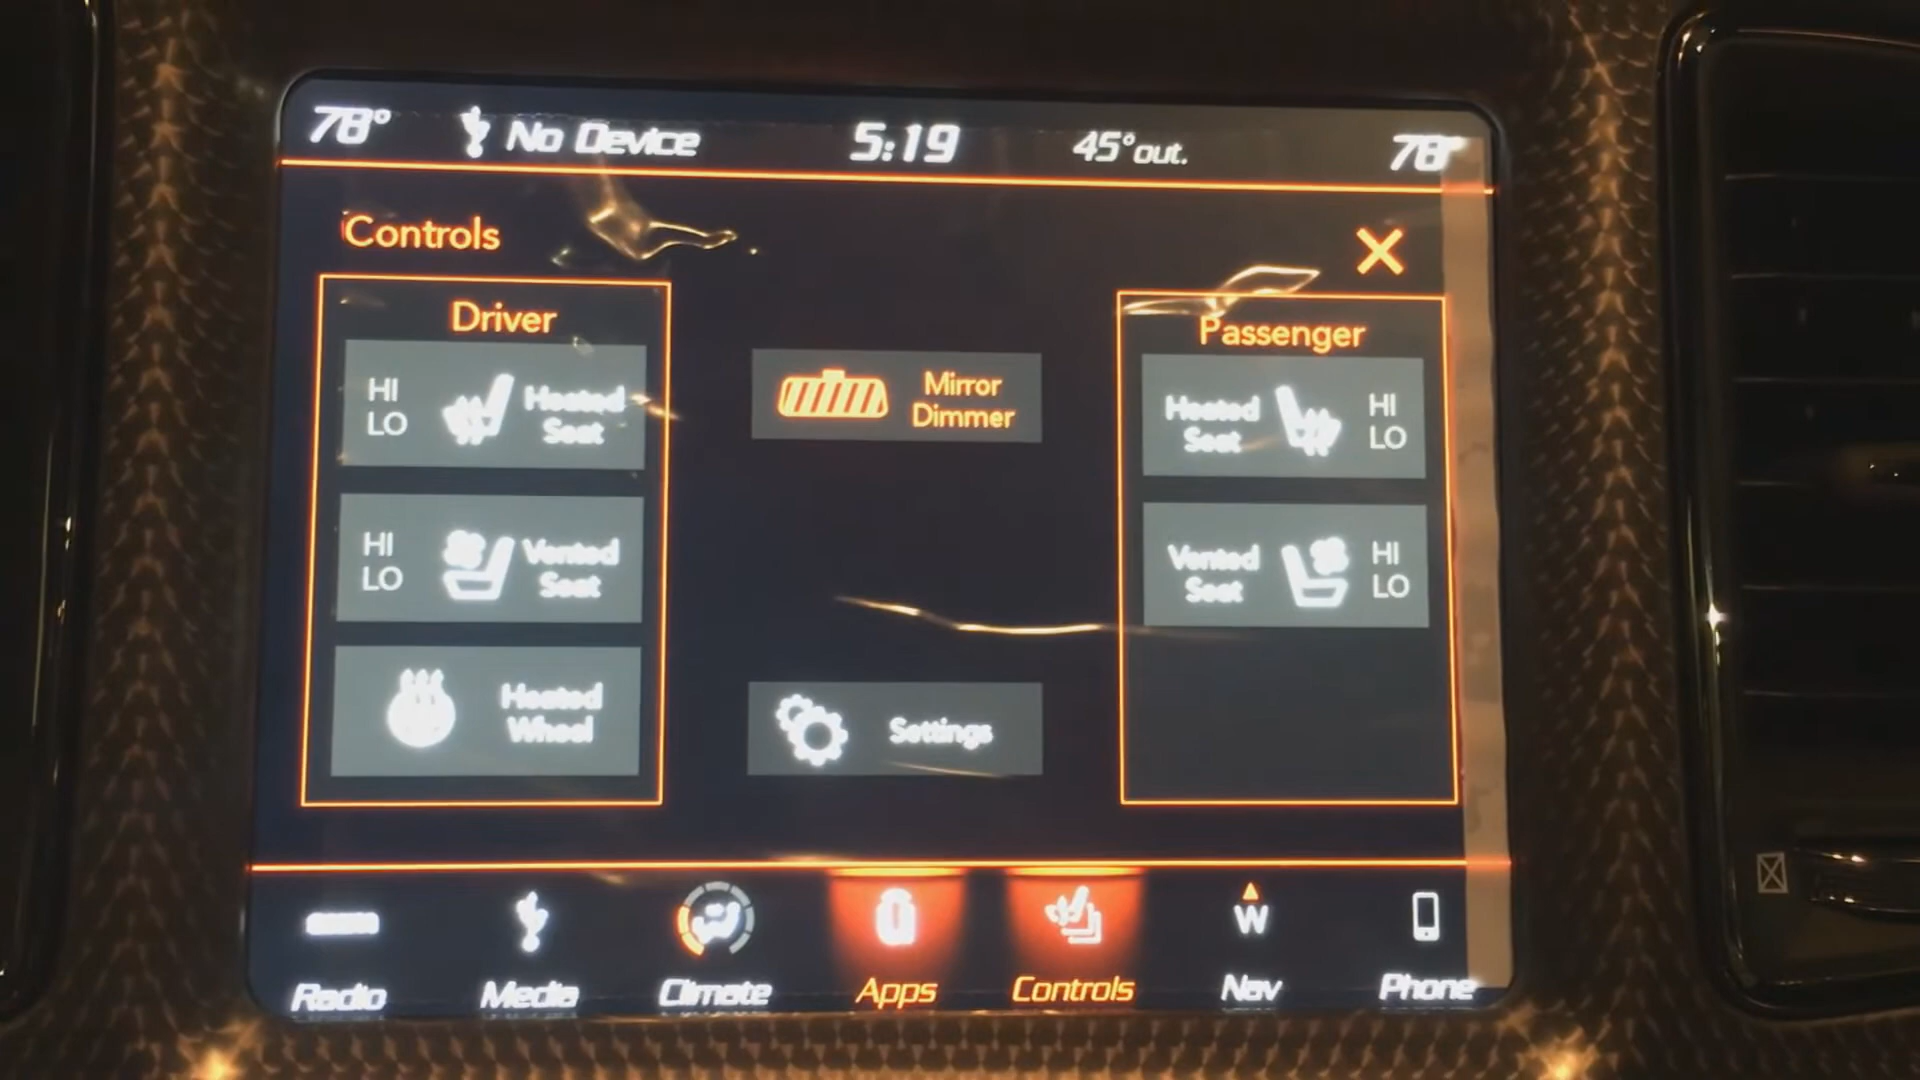 78° No Device 5:19 45°out. 78°
Controls
Driver
HI
LO
Heated
Seat
HI
LO
Vented
Seat
Heated
Wheel
Mirror
Dimmer
Settings
Passenger
Heated
Seat
HI
LO
Vented
Seat
HI
LO
W
Radio Media Climate Apps Controls Nav Phone